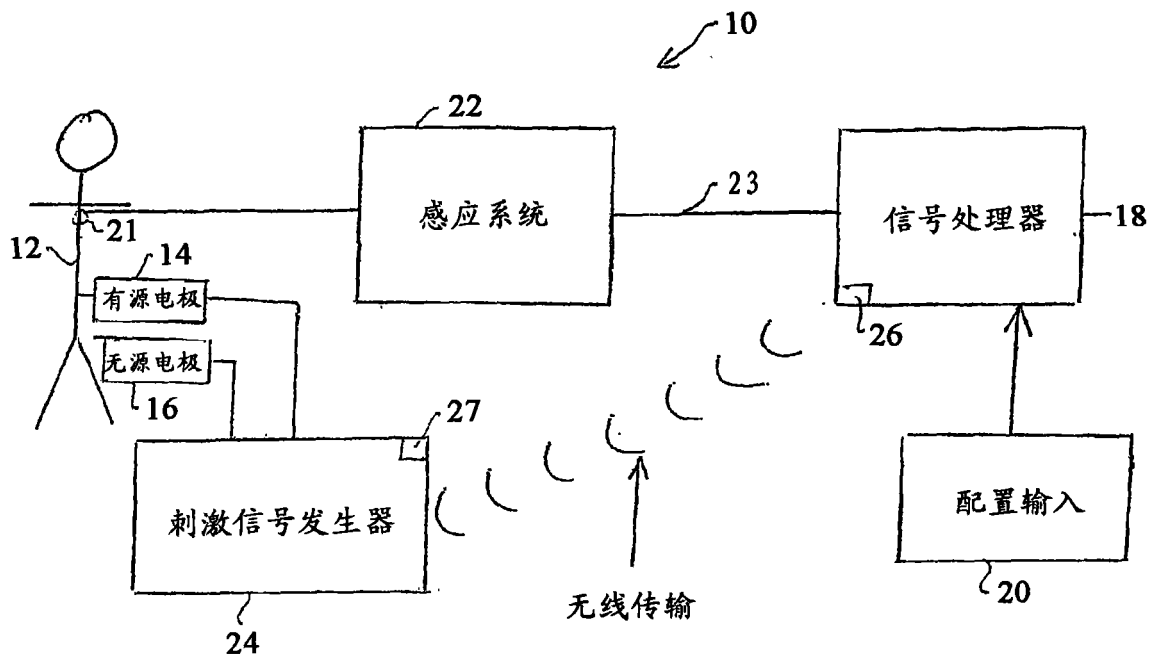 10
22
感应系统
23
信号处理器
18
21
12
14
有源电极
26
无源电极
16
27
配置输入
刺激信号发生器
20
无线传输
24